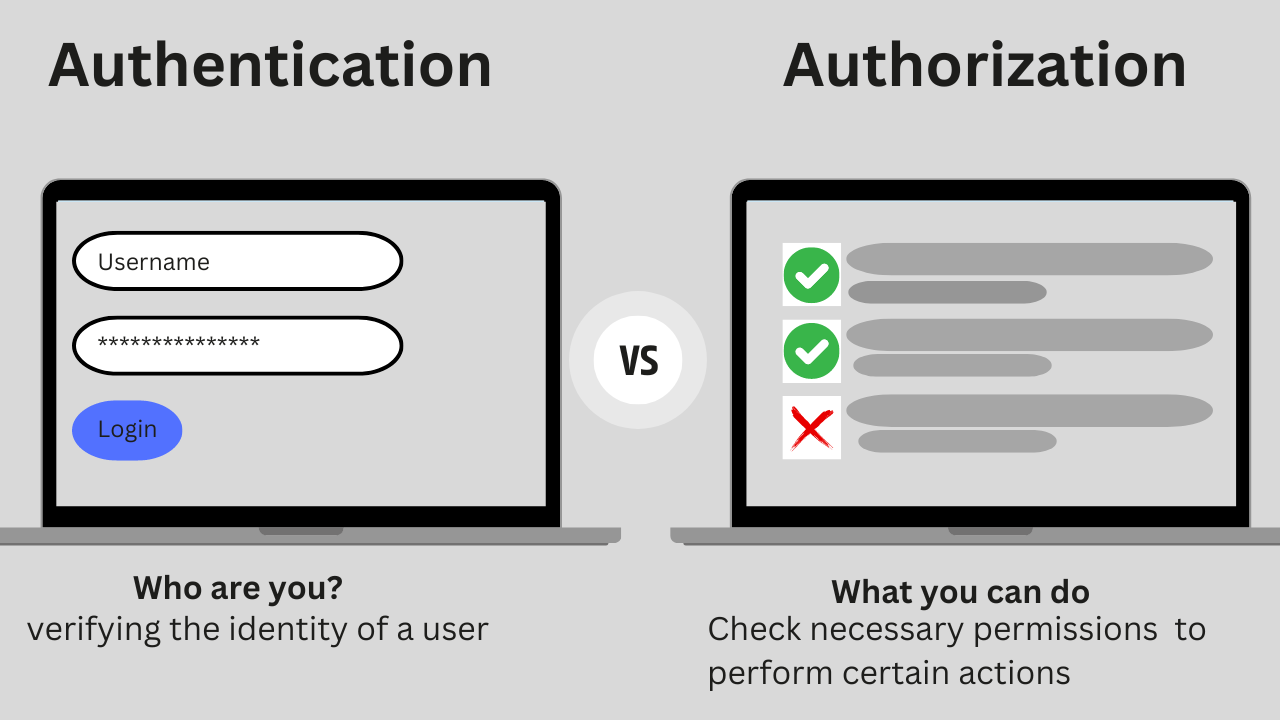 Authentication
Authorization
Username
***************
Login
VS
Who are you?
verifying the identity of a user
What you can do
Check necessary permissions  to
perform certain actions